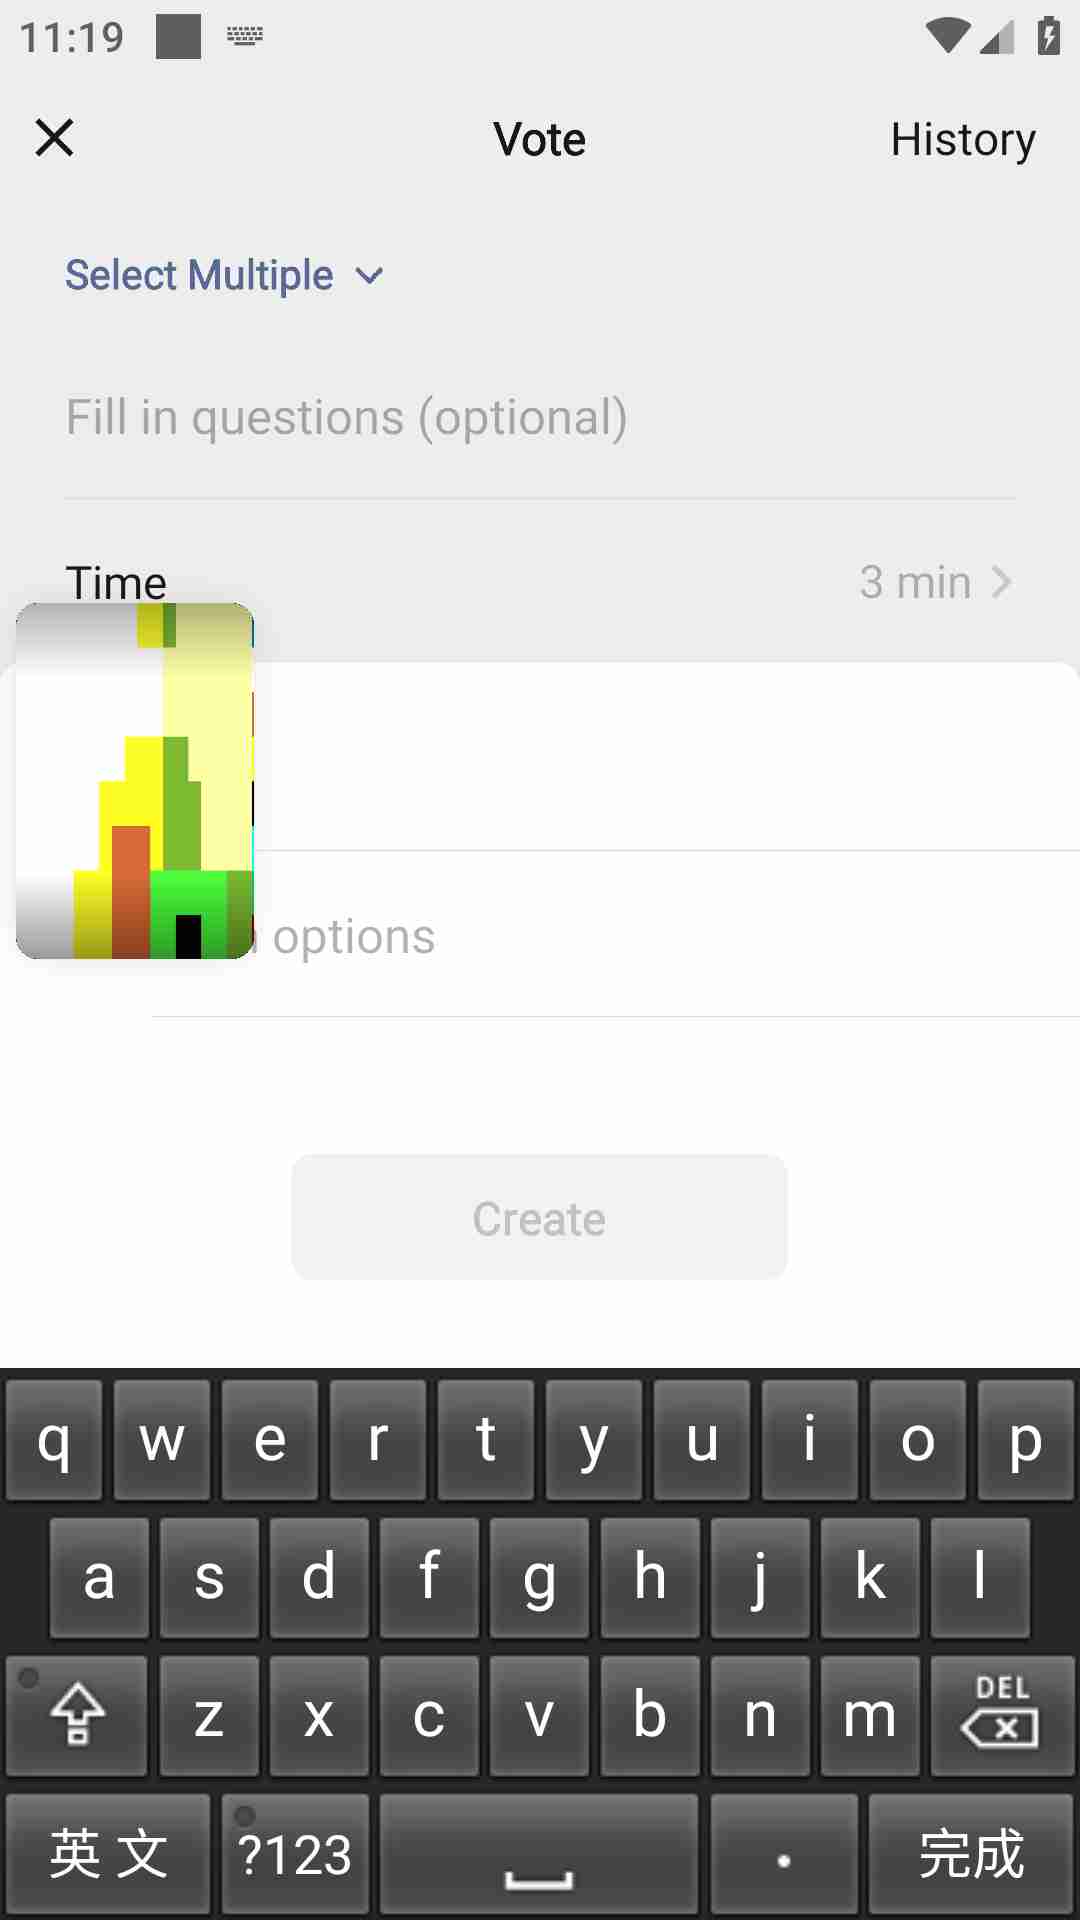 11:19
Vote
History
Select Multiple
Fill in questions (optional)
Time
3 min
options
Create
q w e r t y u i o p
a s d f g h j k l
z x c v b n m DEL
英文 ?123 . 完成